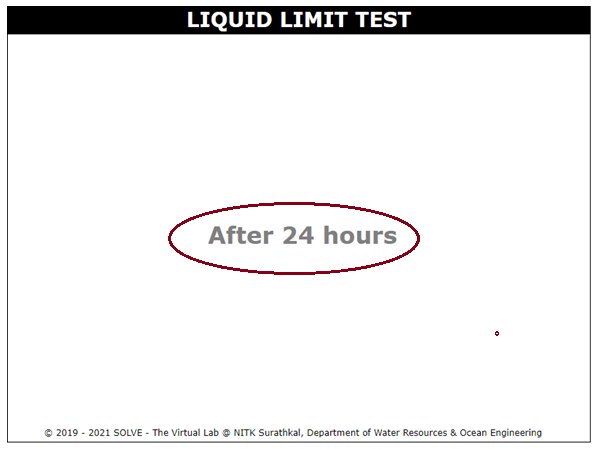 LIQUID LIMIT TEST
After 24 hours
© 2019 - 2021 SOLVE - The Virtual Lab @ NITK Surathkal, Department of Water Resources & Ocean Engineering